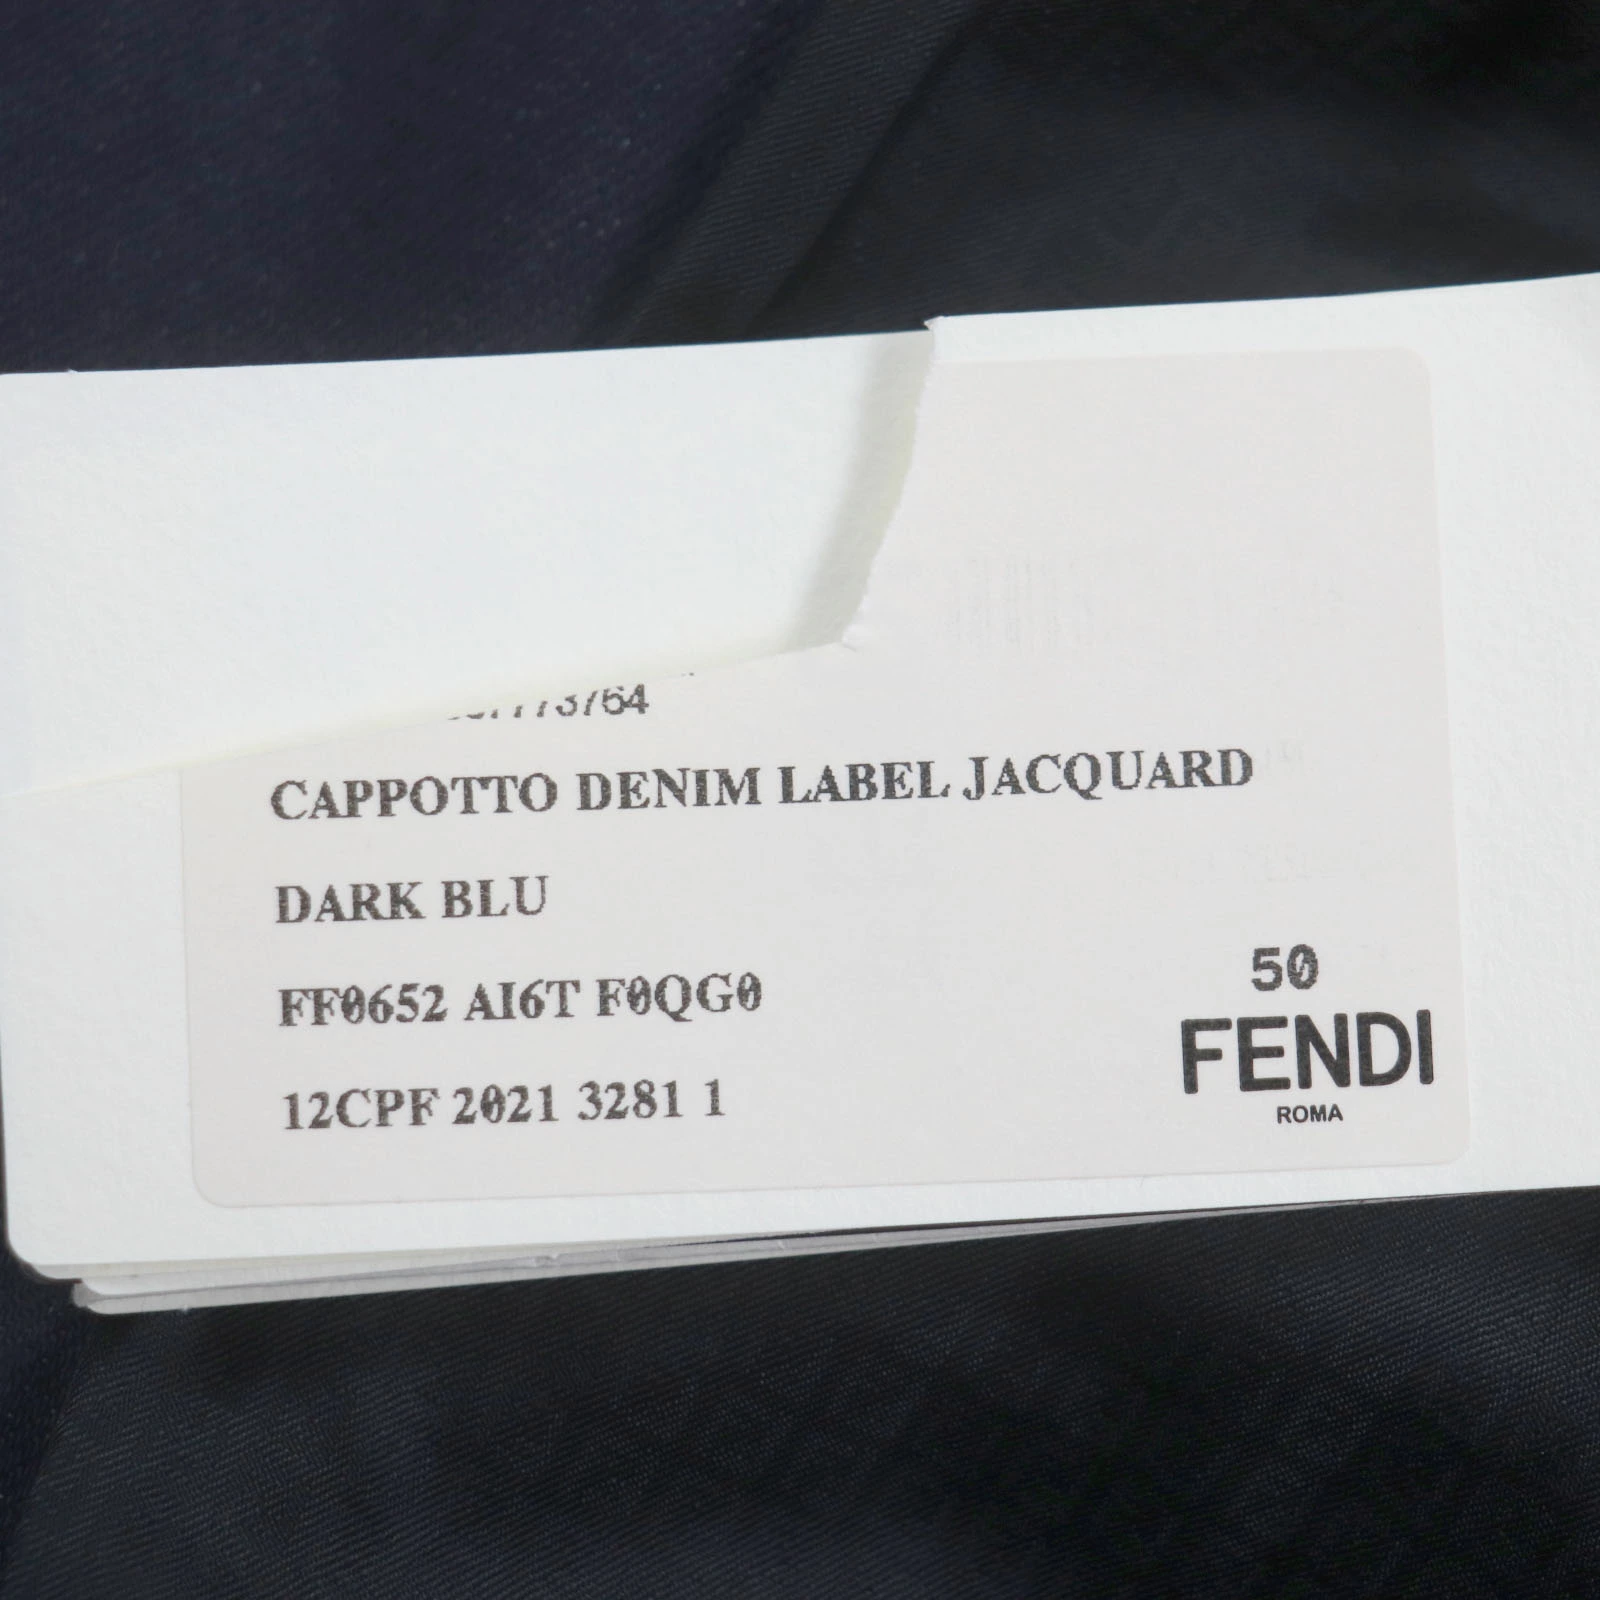 CAPPOTTO DENIM LABEL JACQUARD
DARK BLU
FF0652 AI6T F0QG0
12CPF 2021 3281 1
50
FENDI
ROMA